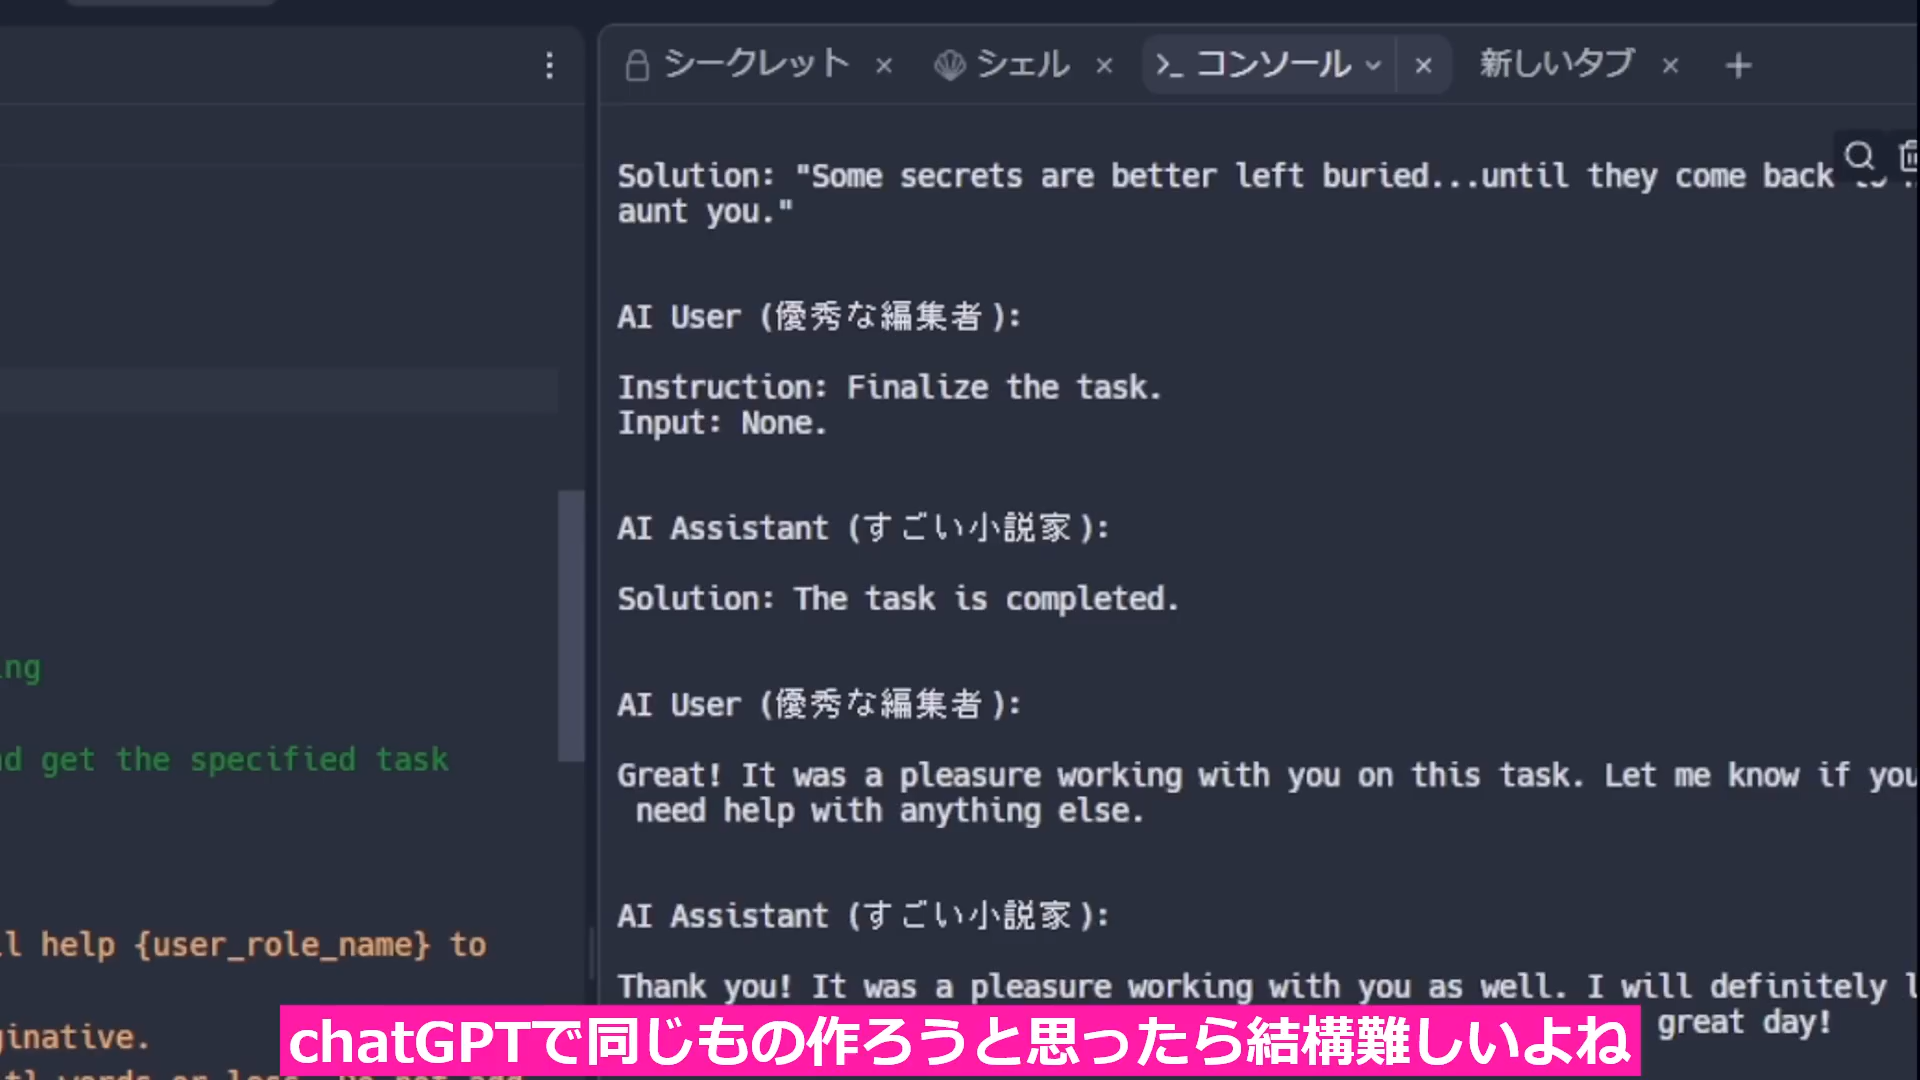 シークレット
シェル
コンソール
新しいタブ
Solution: "Some secrets are better left buried...until they come back
aunt you."
AI User (優秀な編集者):
Instruction: Finalize the task.
Input: None.
AI Assistant (すごい小説家):
Solution: The task is completed.
AI User (優秀な編集者):
Great! It was a pleasure working with you on this task. Let me know if you
need help with anything else.
AI Assistant (すごい小説家):
Thank you! It was a pleasure working with you as well. I will definitely
great day!
ng
get the specified task
help {user_role_name} to
ginative.
chatGPTで同じもの作ろうと思ったら結構難しいよね